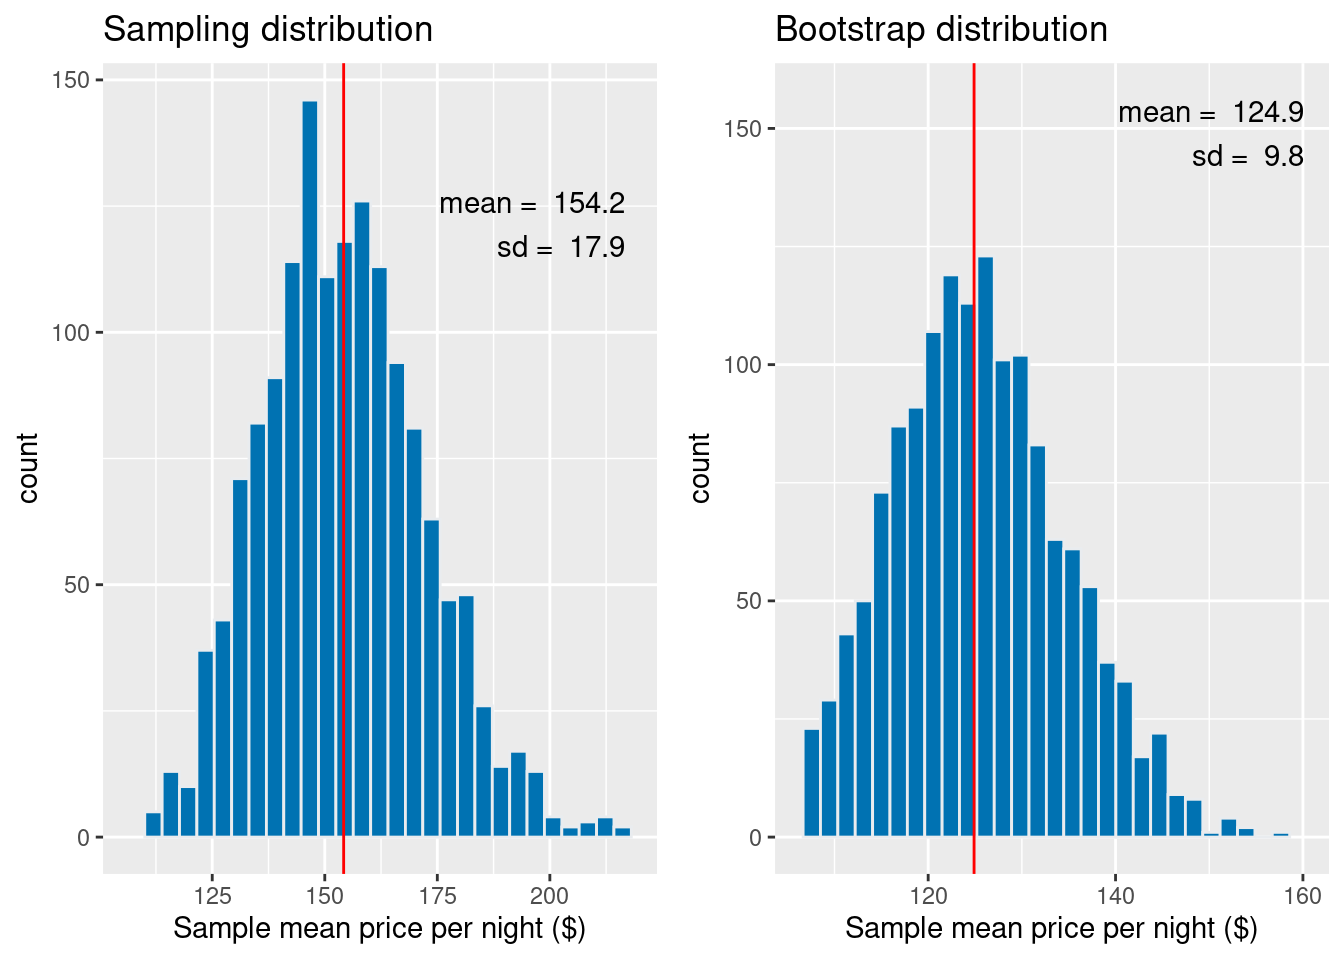 Sampling distribution
150
100
50
0
count
mean = 154.2
sd = 17.9
125
150
175
200
Sample mean price per night ($)
Bootstrap distribution
150
100
50
0
count
mean = 124.9
sd = 9.8
120
140
160
Sample mean price per night ($)